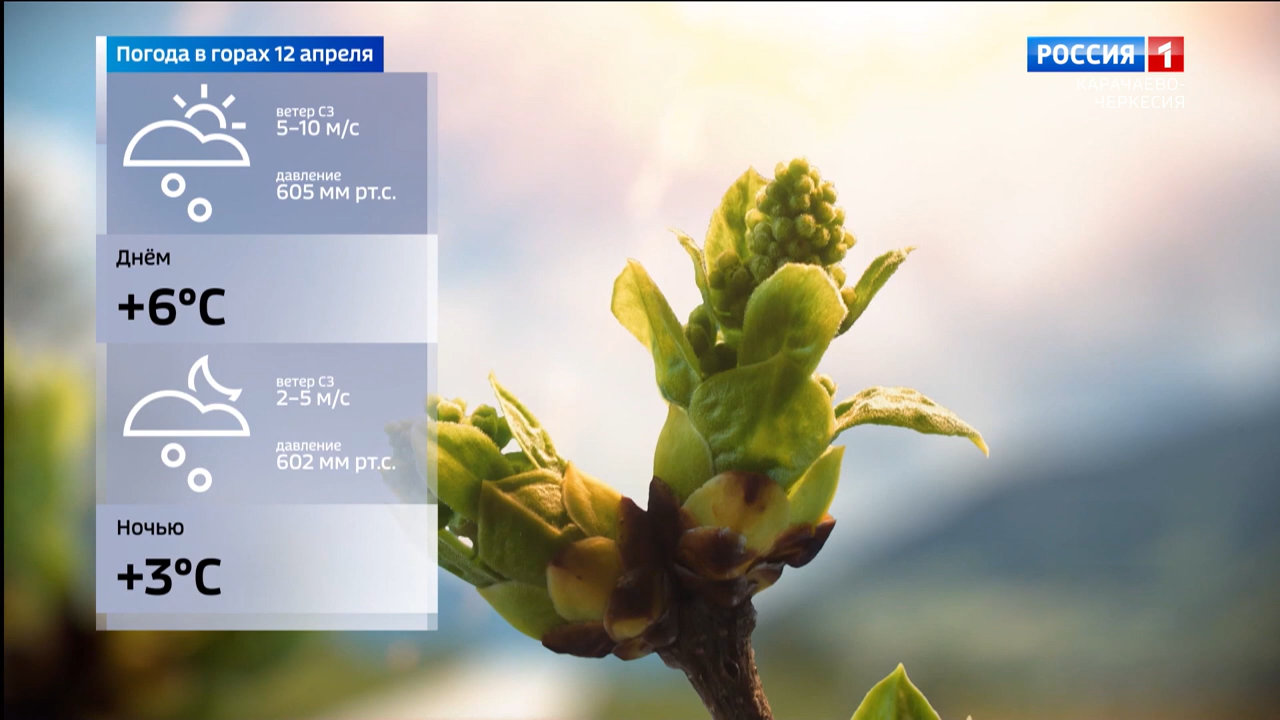 Погода в горах 12 апреля
РОССИЯ 1
КАРАЧАЕВО-
ЧЕРКЕСИЯ
ветер СЗ
5–10 м/с
давление
605 мм рт.с.
Днём
+6°C
ветер СЗ
2–5 м/с
давление
602 мм рт.с.
Ночью
+3°C